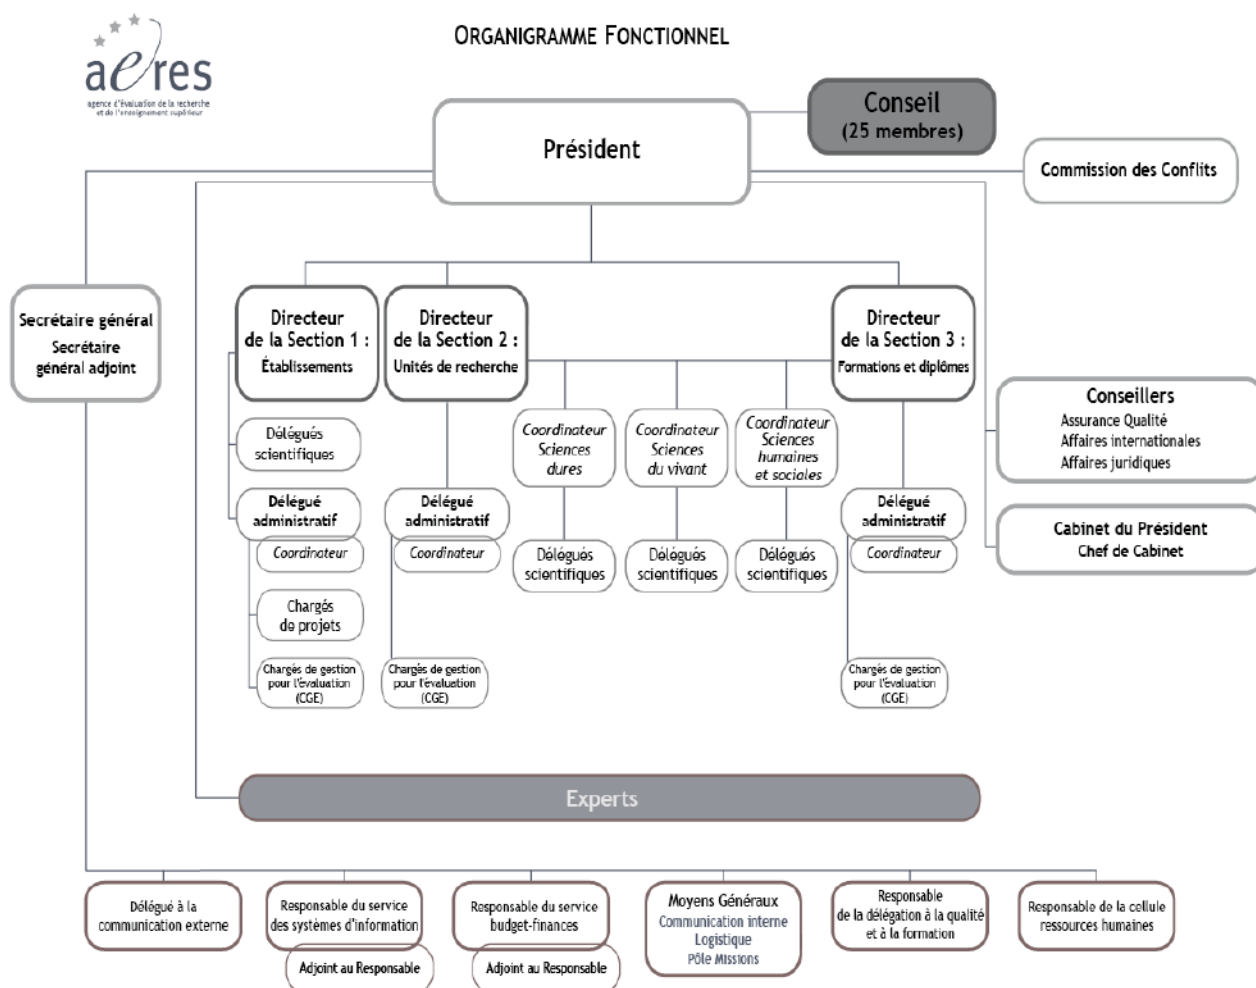 ORGANIGRAMME FONCTIONNEL
aeres
agence d'évaluation de la recherche
et de l'enseignement supérieur
Conseil
(25 membres)
Président
Commission des Conflits
Secrétaire général
Secrétaire
général adjoint
Directeur
de la Section 1 :
Établissements
Directeur
de la Section 2 :
Unités de recherche
Directeur
de la Section 3 :
Formations et diplômes
Conseillers
Assurance Qualité
Affaires internationales
Affaires juridiques
Cabinet du Président
Chef de Cabinet
Délégués
scientifiques
Coordinateur
Sciences
dures
Coordinateur
Sciences
du vivant
Coordinateur
Sciences
humaines
et sociales
Délégué
administratif
Coordinateur
Délégué
administratif
Coordinateur
Délégués
scientifiques
Délégués
scientifiques
Délégués
scientifiques
Délégué
administratif
Coordinateur
Chargés
de projets
Chargés de gestion
pour l'évaluation
(CGE)
Chargés de gestion
pour l'évaluation
(CGE)
Chargés de gestion
pour l'évaluation
(CGE)
Experts
Délégué à la
communication externe
Responsable du service
des systèmes d'information
Adjoint au Responsable
Responsable du service
budget-finances
Adjoint au Responsable
Moyens Généraux
Communication interne
Logistique
Pôle Missions
Responsable
de la délégation à la qualité
et à la formation
Responsable de la cellule
ressources humaines